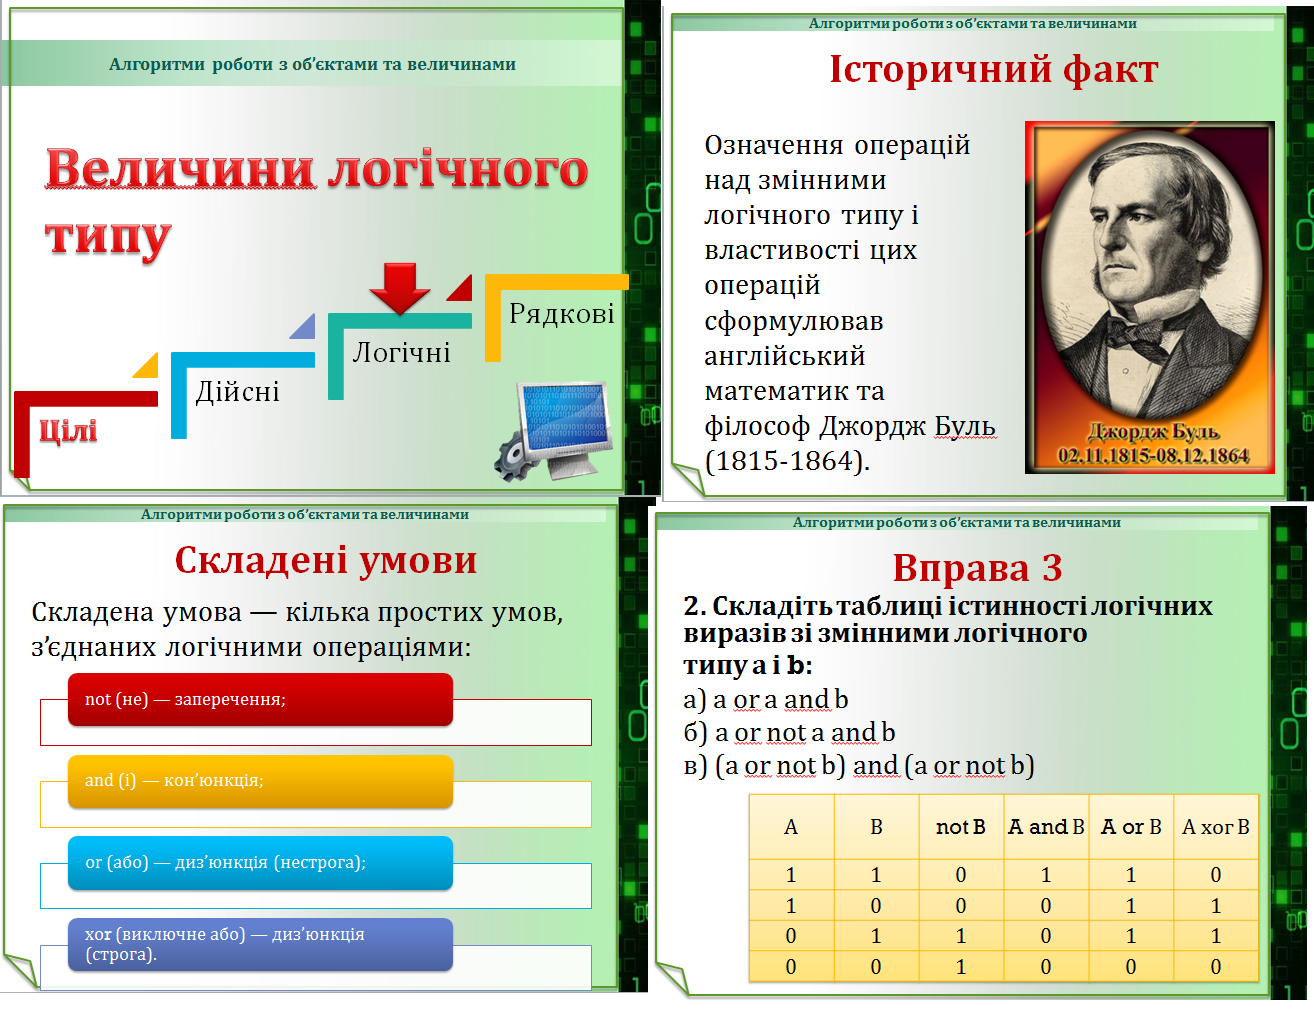 Алгоритми роботи з об'єктами та величинами
Величини логічного
типу
Рядкові
Логічні
Дійсні
Цілі
Алгоритми роботи з об'єктами та величинами
Історичний факт
Означення операцій
над змінними
логічного типу і
властивості цих
операцій
сформулював
англійський
математик та
філософ Джордж Буль
(1815-1864).
Джордж Буль
02.11.1815-08.12.1864
Алгоритми роботи з об'єктами та величинами
Складені умови
Складена умова — кілька простих умов,
з'єднаних логічними операціями:
not (не) — заперечення;
and (і) — кон'юнкція;
or (або) — диз'юнкція (нестрога);
xor (виключне або) — диз'юнкція
(строга).
Алгоритми роботи з об'єктами та величинами
Вправа 3
2. Складіть таблиці істинності логічних
виразів зі змінними логічного
типу a і b:
а) a or a and b
б) a or not a and b
в) (a or not b) and (a or not b)
A B not B A and B A or B A xor B
1 1 0 1 1 0
1 0 0 0 1 1
0 1 1 0 1 1
0 0 1 0 0 0